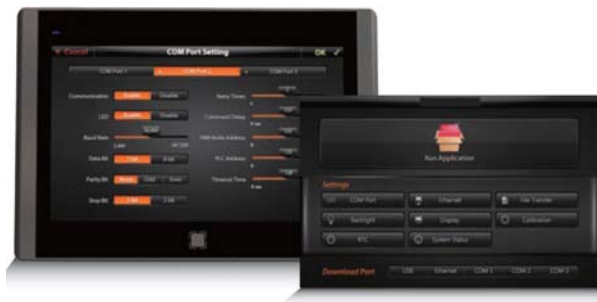 Cancel COM Port Setting OK
COM Port 1 COM Port 2 COM Port 3
Communication Enable Disable
LED Enable Disable
Baud Rate
Data Bit 7 Bit 8 Bit
Parity Bit None Odd Even
Stop Bit 1 Bit 2 Bit
Retry Times
Command Delay
HMI Node Address
PLC Address
Timeout Time
Run Application
Settings
COM Port Ethernet File Transfer
Backlight Display Calibration
RTC System Status
Download Port USB Ethernet COM 1 COM 2 COM 3